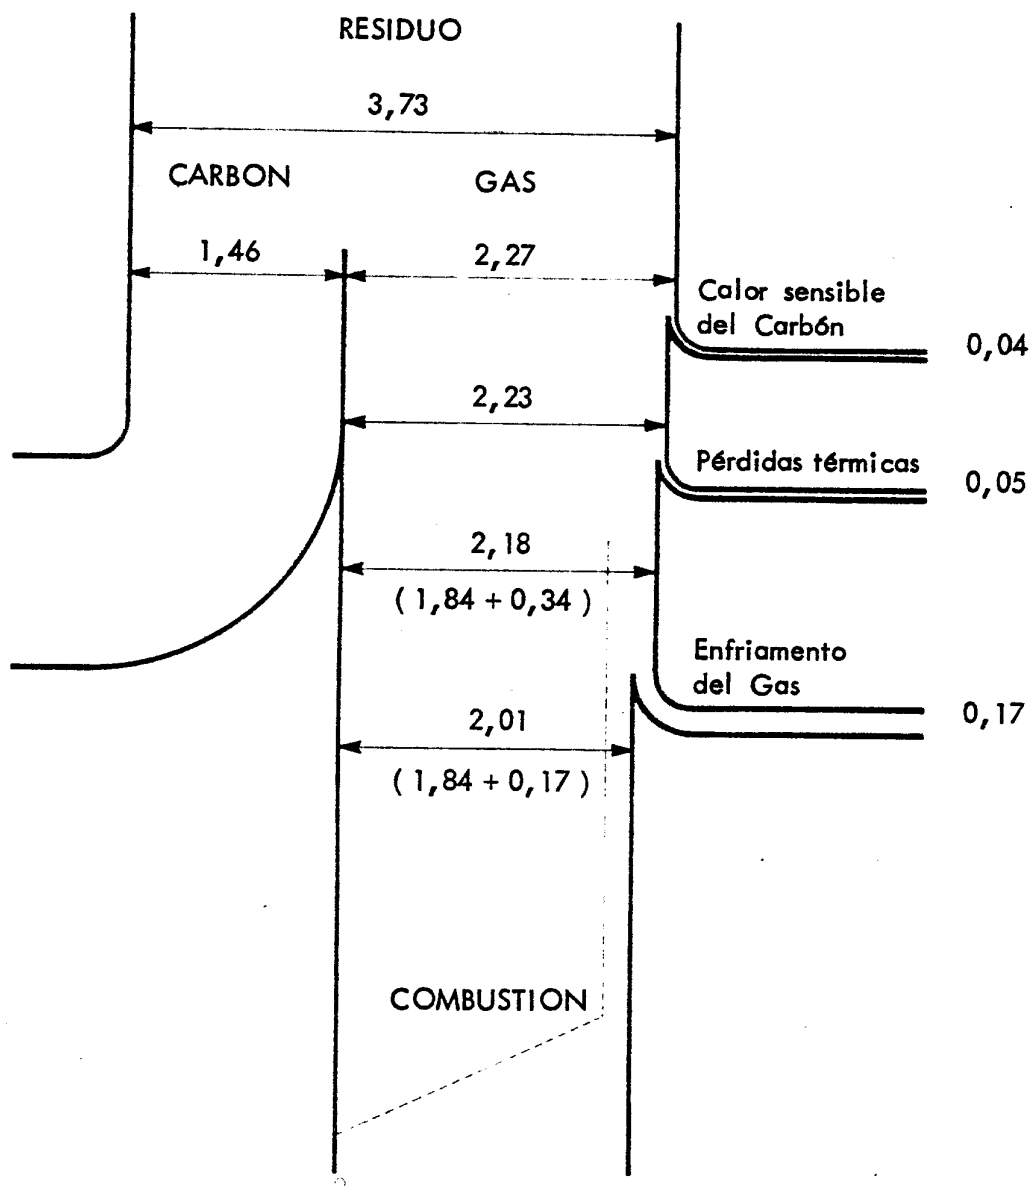 RESIDUO
3,73
CARBON
GAS
1,46
2,27
Calor sensible
del Carbón
0,04
2,23
Pérdidas térmicas
0,05
2,18
(1,84 + 0,34)
Enfriamento
del Gas
0,17
2,01
(1,84 + 0,17)
COMBUSTION